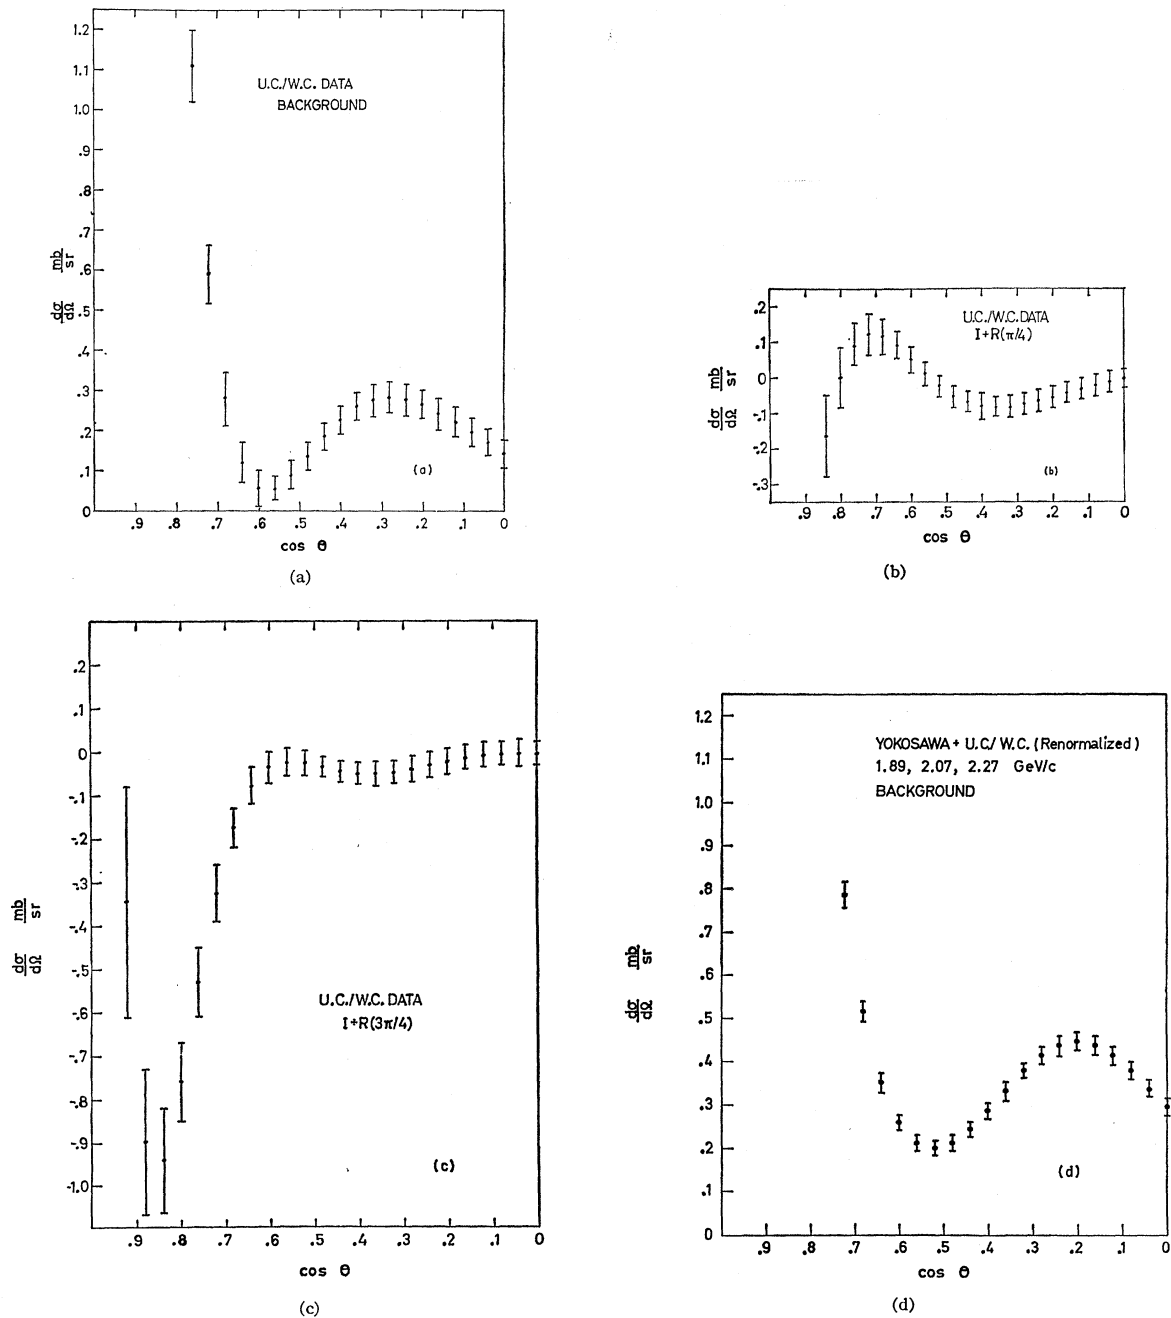 1.2
1.1
1.0
.9
.8
.7
.6
.5
.4
.3
.2
.1
0
dσ/dΩ mb/sr
U.C./W.C. DATA
BACKGROUND
(a)
.9 .8 .7 .6 .5 .4 .3 .2 .1 0
cos θ
(a)
.2
.1
0
-.1
-.2
-.3
dσ/dΩ mb/sr
U.C./W.C. DATA
I+R(π/4)
(b)
.9 .8 .7 .6 .5 .4 .3 .2 .1 0
cos θ
(b)
.2
.1
0
-.1
-.2
-.3
-.4
-.5
-.6
-.7
-.8
-.9
-1.0
dσ/dΩ mb/sr
U.C./W.C. DATA
I+R(3π/4)
(c)
.9 .8 .7 .6 .5 .4 .3 .2 .1 0
cos θ
(c)
1.2
1.1
1.0
.9
.8
.7
.6
.5
.4
.3
.2
.1
0
dσ/dΩ mb/sr
YOKOSAWA + U.C./W.C. (Renormalized)
1.89, 2.07, 2.27 GeV/c
BACKGROUND
(d)
.9 .8 .7 .6 .5 .4 .3 .2 .1 0
cos θ
(d)